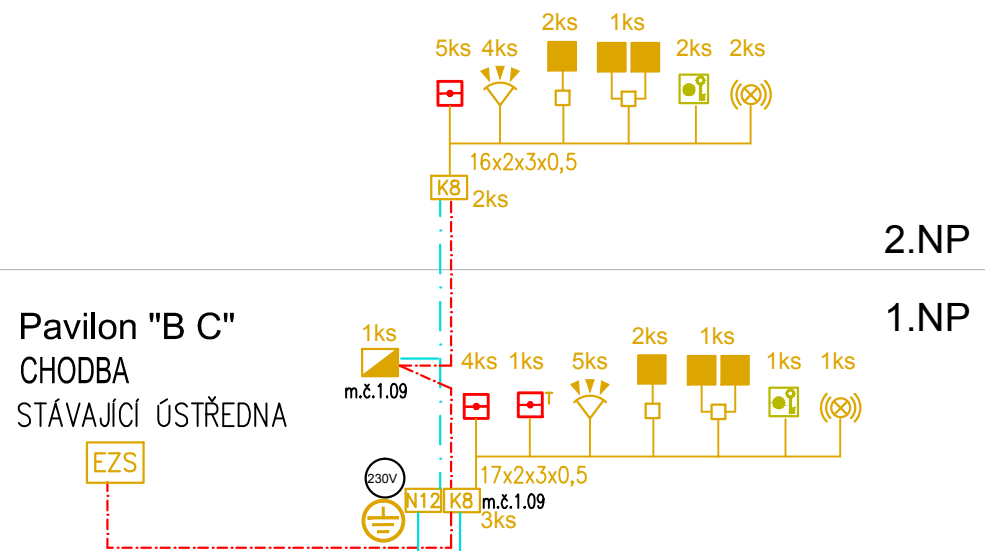 2ks 1ks
5ks 4ks 2ks 2ks
16x2x3x0,5
K8
2ks
2.NP
1.NP
Pavilon "B C"
CHODBA
STÁVAJÍCÍ ÚSTŘEDNA
EZS
1ks
m.č.1.09
2ks 1ks
4ks 1ks 5ks 1ks 1ks
T
17x2x3x0,5
230V
N12 K8 m.č.1.09
3ks